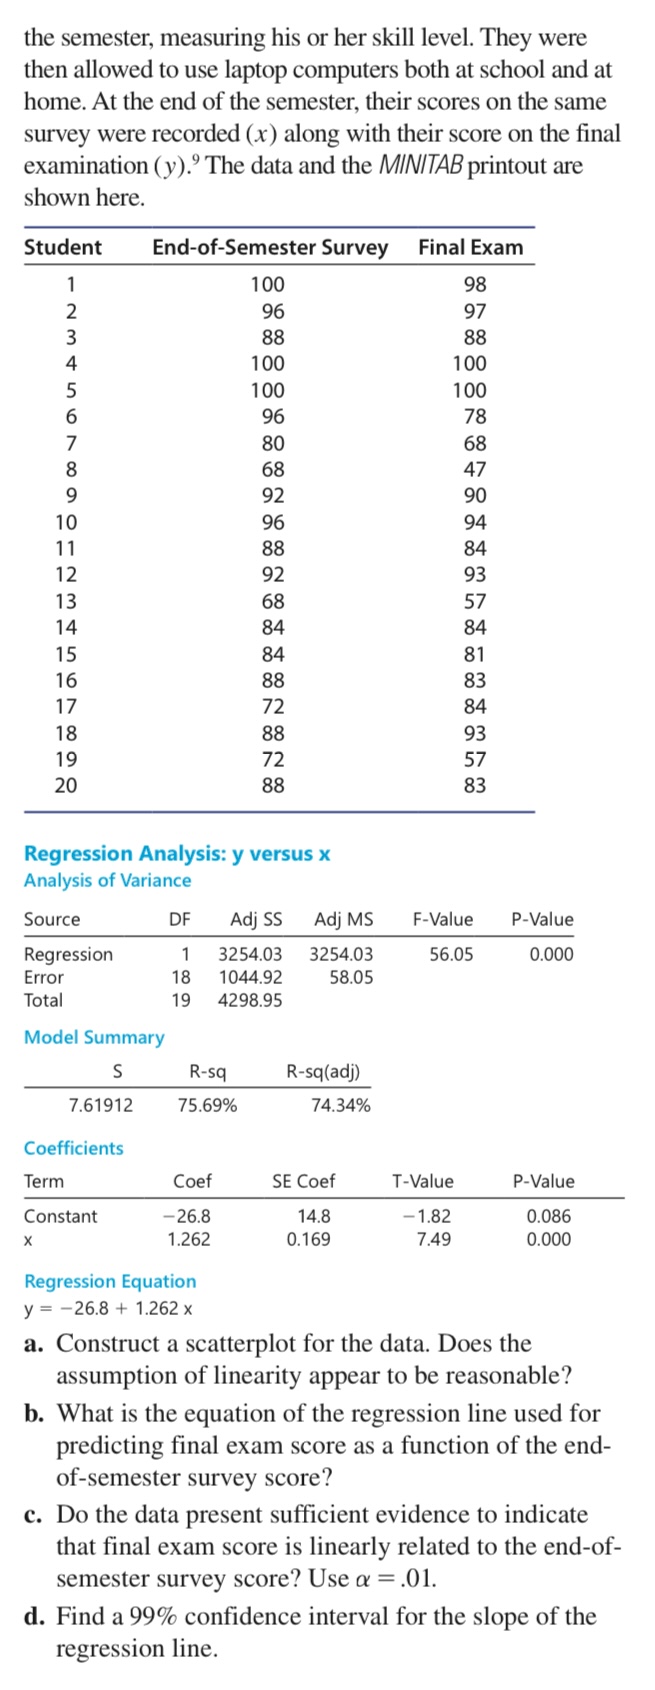 the semester, measuring his or her skill level. They were
then allowed to use laptop computers both at school and at
home. At the end of the semester, their scores on the same
survey were recorded (x) along with their score on the final
examination (y).⁹ The data and the MINITAB printout are
shown here.
Student End-of-Semester Survey Final Exam
1 100 98
2 96 97
3 88 88
4 100 100
5 100 100
6 96 78
7 80 68
8 68 47
9 92 90
10 96 94
11 88 84
12 92 93
13 68 57
14 84 84
15 84 81
16 88 83
17 72 84
18 88 93
19 72 57
20 88 83
Regression Analysis: y versus x
Analysis of Variance
Source DF Adj SS Adj MS F-Value P-Value
Regression 1 3254.03 3254.03 56.05 0.000
Error 18 1044.92 58.05
Total 19 4298.95
Model Summary
S R-sq R-sq(adj)
7.61912 75.69% 74.34%
Coefficients
Term Coef SE Coef T-Value P-Value
Constant −26.8 14.8 −1.82 0.086
x 1.262 0.169 7.49 0.000
Regression Equation
y = −26.8 + 1.262 x
a. Construct a scatterplot for the data. Does the
assumption of linearity appear to be reasonable?
b. What is the equation of the regression line used for
predicting final exam score as a function of the end-
of-semester survey score?
c. Do the data present sufficient evidence to indicate
that final exam score is linearly related to the end-of-
semester survey score? Use α = .01.
d. Find a 99% confidence interval for the slope of the
regression line.